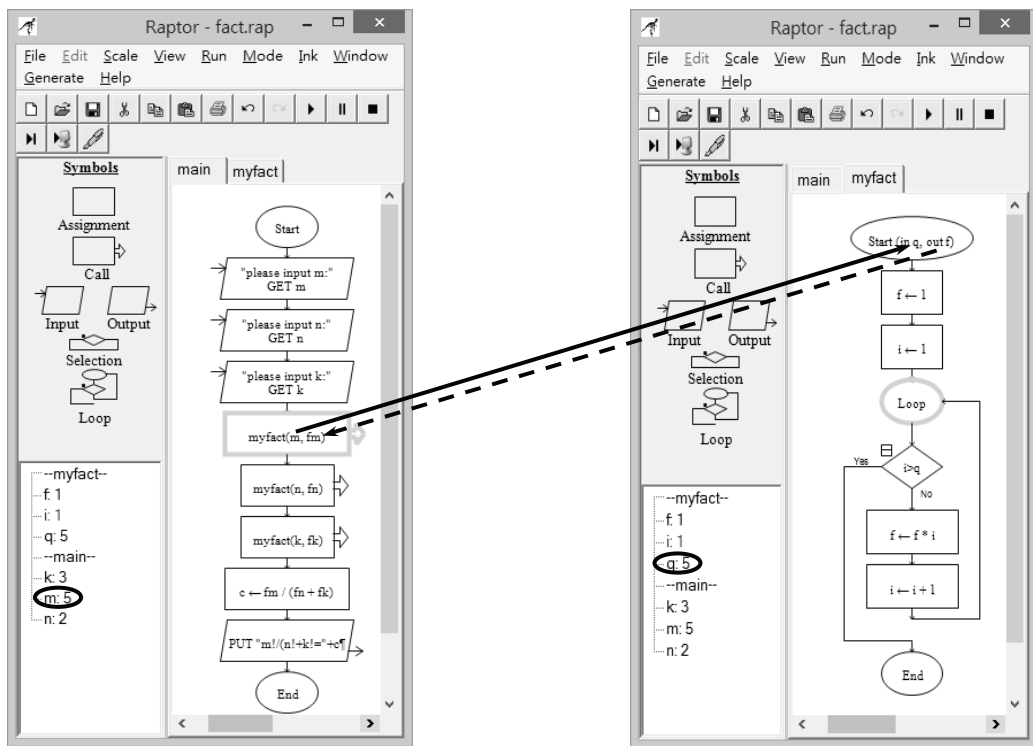 Raptor - fact.rap
File Edit Scale View Run Mode Ink Window
Generate Help
Symbols
Assignment
Call
Input Output
Selection
Loop
--myfact--
f: 1
i: 1
q: 5
--main--
k: 3
m: 5
n: 2
main myfact
Start
"please input m:"
GET m
"please input n:"
GET n
"please input k:"
GET k
myfact(m, fm)
myfact(n, fn)
myfact(k, fk)
c ← fm / (fn + fk)
PUT "m!/(n!+k!="+c¶
End
Raptor - fact.rap
File Edit Scale View Run Mode Ink Window
Generate Help
Symbols
Assignment
Call
Input Output
Selection
Loop
--myfact--
f: 1
i: 1
q: 5
--main--
k: 3
m: 5
n: 2
main myfact
Start (in q, out f)
f ← 1
i ← 1
Loop
i>q
Yes
No
f ← f * i
i ← i + 1
End